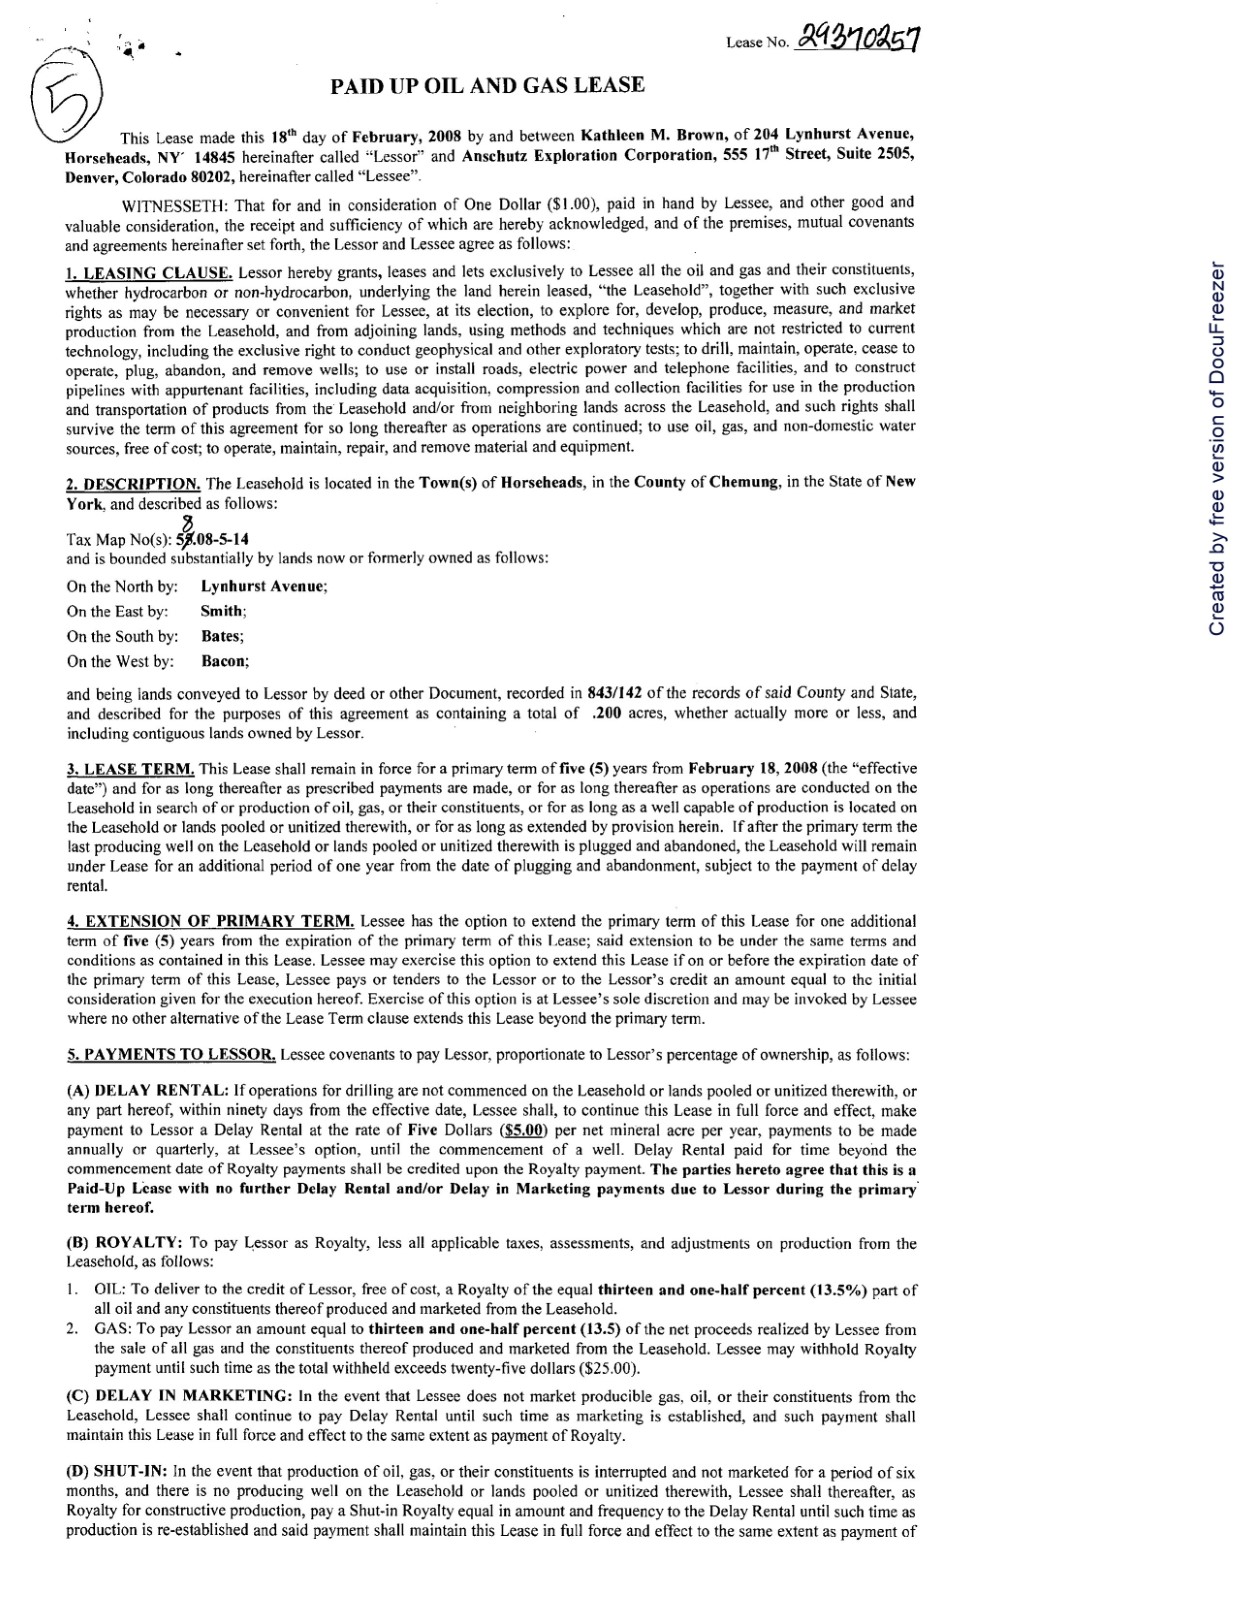 Lease No. 29370257
5
PAID UP OIL AND GAS LEASE
This Lease made this 18th day of February, 2008 by and between Kathleen M. Brown, of 204 Lynhurst Avenue,
Horseheads, NY 14845 hereinafter called "Lessor" and Anschutz Exploration Corporation, 555 17th Street, Suite 2505,
Denver, Colorado 80202, hereinafter called "Lessee".
WITNESSETH: That for and in consideration of One Dollar ($1.00), paid in hand by Lessee, and other good and
valuable consideration, the receipt and sufficiency of which are hereby acknowledged, and of the premises, mutual covenants
and agreements hereinafter set forth, the Lessor and Lessee agree as follows:
1. LEASING CLAUSE. Lessor hereby grants, leases and lets exclusively to Lessee all the oil and gas and their constituents,
whether hydrocarbon or non-hydrocarbon, underlying the land herein leased, "the Leasehold", together with such exclusive
rights as may be necessary or convenient for Lessee, at its election, to explore for, develop, produce, measure, and market
production from the Leasehold, and from adjoining lands, using methods and techniques which are not restricted to current
technology, including the exclusive right to conduct geophysical and other exploratory tests; to drill, maintain, operate, cease to
operate, plug, abandon, and remove wells; to use or install roads, electric power and telephone facilities, and to construct
pipelines with appurtenant facilities, including data acquisition, compression and collection facilities for use in the production
and transportation of products from the Leasehold and/or from neighboring lands across the Leasehold, and such rights shall
survive the term of this agreement for so long thereafter as operations are continued; to use oil, gas, and non-domestic water
sources, free of cost; to operate, maintain, repair, and remove material and equipment.
2. DESCRIPTION. The Leasehold is located in the Town(s) of Horseheads, in the County of Chemung, in the State of New
York, and described as follows:
8
Tax Map No(s): 58.08-5-14
and is bounded substantially by lands now or formerly owned as follows:
On the North by: Lynhurst Avenue;
On the East by: Smith;
On the South by: Bates;
On the West by: Bacon;
and being lands conveyed to Lessor by deed or other Document, recorded in 843/142 of the records of said County and State,
and described for the purposes of this agreement as containing a total of .200 acres, whether actually more or less, and
including contiguous lands owned by Lessor.
3. LEASE TERM. This Lease shall remain in force for a primary term of five (5) years from February 18, 2008 (the "effective
date") and for as long thereafter as prescribed payments are made, or for as long thereafter as operations are conducted on the
Leasehold in search of or production of oil, gas, or their constituents, or for as long as a well capable of production is located on
the Leasehold or lands pooled or unitized therewith, or for as long as extended by provision herein. If after the primary term the
last producing well on the Leasehold or lands pooled or unitized therewith is plugged and abandoned, the Leasehold will remain
under Lease for an additional period of one year from the date of plugging and abandonment, subject to the payment of delay
rental.
4. EXTENSION OF PRIMARY TERM. Lessee has the option to extend the primary term of this Lease for one additional
term of five (5) years from the expiration of the primary term of this Lease; said extension to be under the same terms and
conditions as contained in this Lease. Lessee may exercise this option to extend this Lease if on or before the expiration date of
the primary term of this Lease, Lessee pays or tenders to the Lessor or to the Lessor's credit an amount equal to the initial
consideration given for the execution hereof. Exercise of this option is at Lessee's sole discretion and may be invoked by Lessee
where no other alternative of the Lease Term clause extends this Lease beyond the primary term.
5. PAYMENTS TO LESSOR. Lessee covenants to pay Lessor, proportionate to Lessor's percentage of ownership, as follows:
(A) DELAY RENTAL: If operations for drilling are not commenced on the Leasehold or lands pooled or unitized therewith, or
any part hereof, within ninety days from the effective date, Lessee shall, to continue this Lease in full force and effect, make
payment to Lessor a Delay Rental at the rate of Five Dollars ($5.00) per net mineral acre per year, payments to be made
annually or quarterly, at Lessee's option, until the commencement of a well. Delay Rental paid for time beyond the
commencement date of Royalty payments shall be credited upon the Royalty payment. The parties hereto agree that this is a
Paid-Up Lease with no further Delay Rental and/or Delay in Marketing payments due to Lessor during the primary
term hereof.
(B) ROYALTY: To pay Lessor as Royalty, less all applicable taxes, assessments, and adjustments on production from the
Leasehold, as follows:
1. OIL: To deliver to the credit of Lessor, free of cost, a Royalty of the equal thirteen and one-half percent (13.5%) part of
all oil and any constituents thereof produced and marketed from the Leasehold.
2. GAS: To pay Lessor an amount equal to thirteen and one-half percent (13.5) of the net proceeds realized by Lessee from
the sale of all gas and the constituents thereof produced and marketed from the Leasehold. Lessee may withhold Royalty
payment until such time as the total withheld exceeds twenty-five dollars ($25.00).
(C) DELAY IN MARKETING: In the event that Lessee does not market producible gas, oil, or their constituents from the
Leasehold, Lessee shall continue to pay Delay Rental until such time as marketing is established, and such payment shall
maintain this Lease in full force and effect to the same extent as payment of Royalty.
(D) SHUT-IN: In the event that production of oil, gas, or their constituents is interrupted and not marketed for a period of six
months, and there is no producing well on the Leasehold or lands pooled or unitized therewith, Lessee shall thereafter, as
Royalty for constructive production, pay a Shut-in Royalty equal in amount and frequency to the Delay Rental until such time as
production is re-established and said payment shall maintain this Lease in full force and effect to the same extent as payment of
Created by free version of DocuFreezer